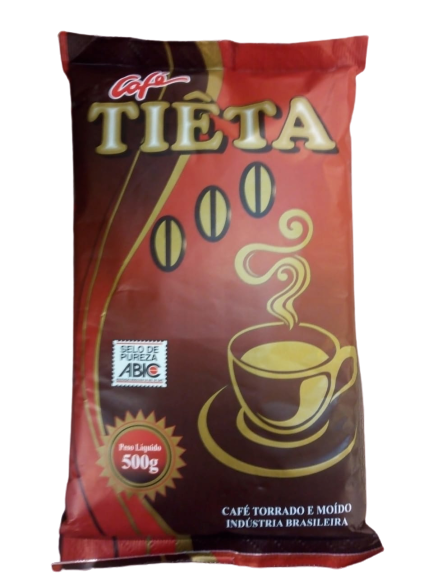 Café
TIÊTA
SELO DE
PUREZA
ABIC
Peso Líquido
500g
CAFÉ TORRADO E MOÍDO
INDÚSTRIA BRASILEIRA